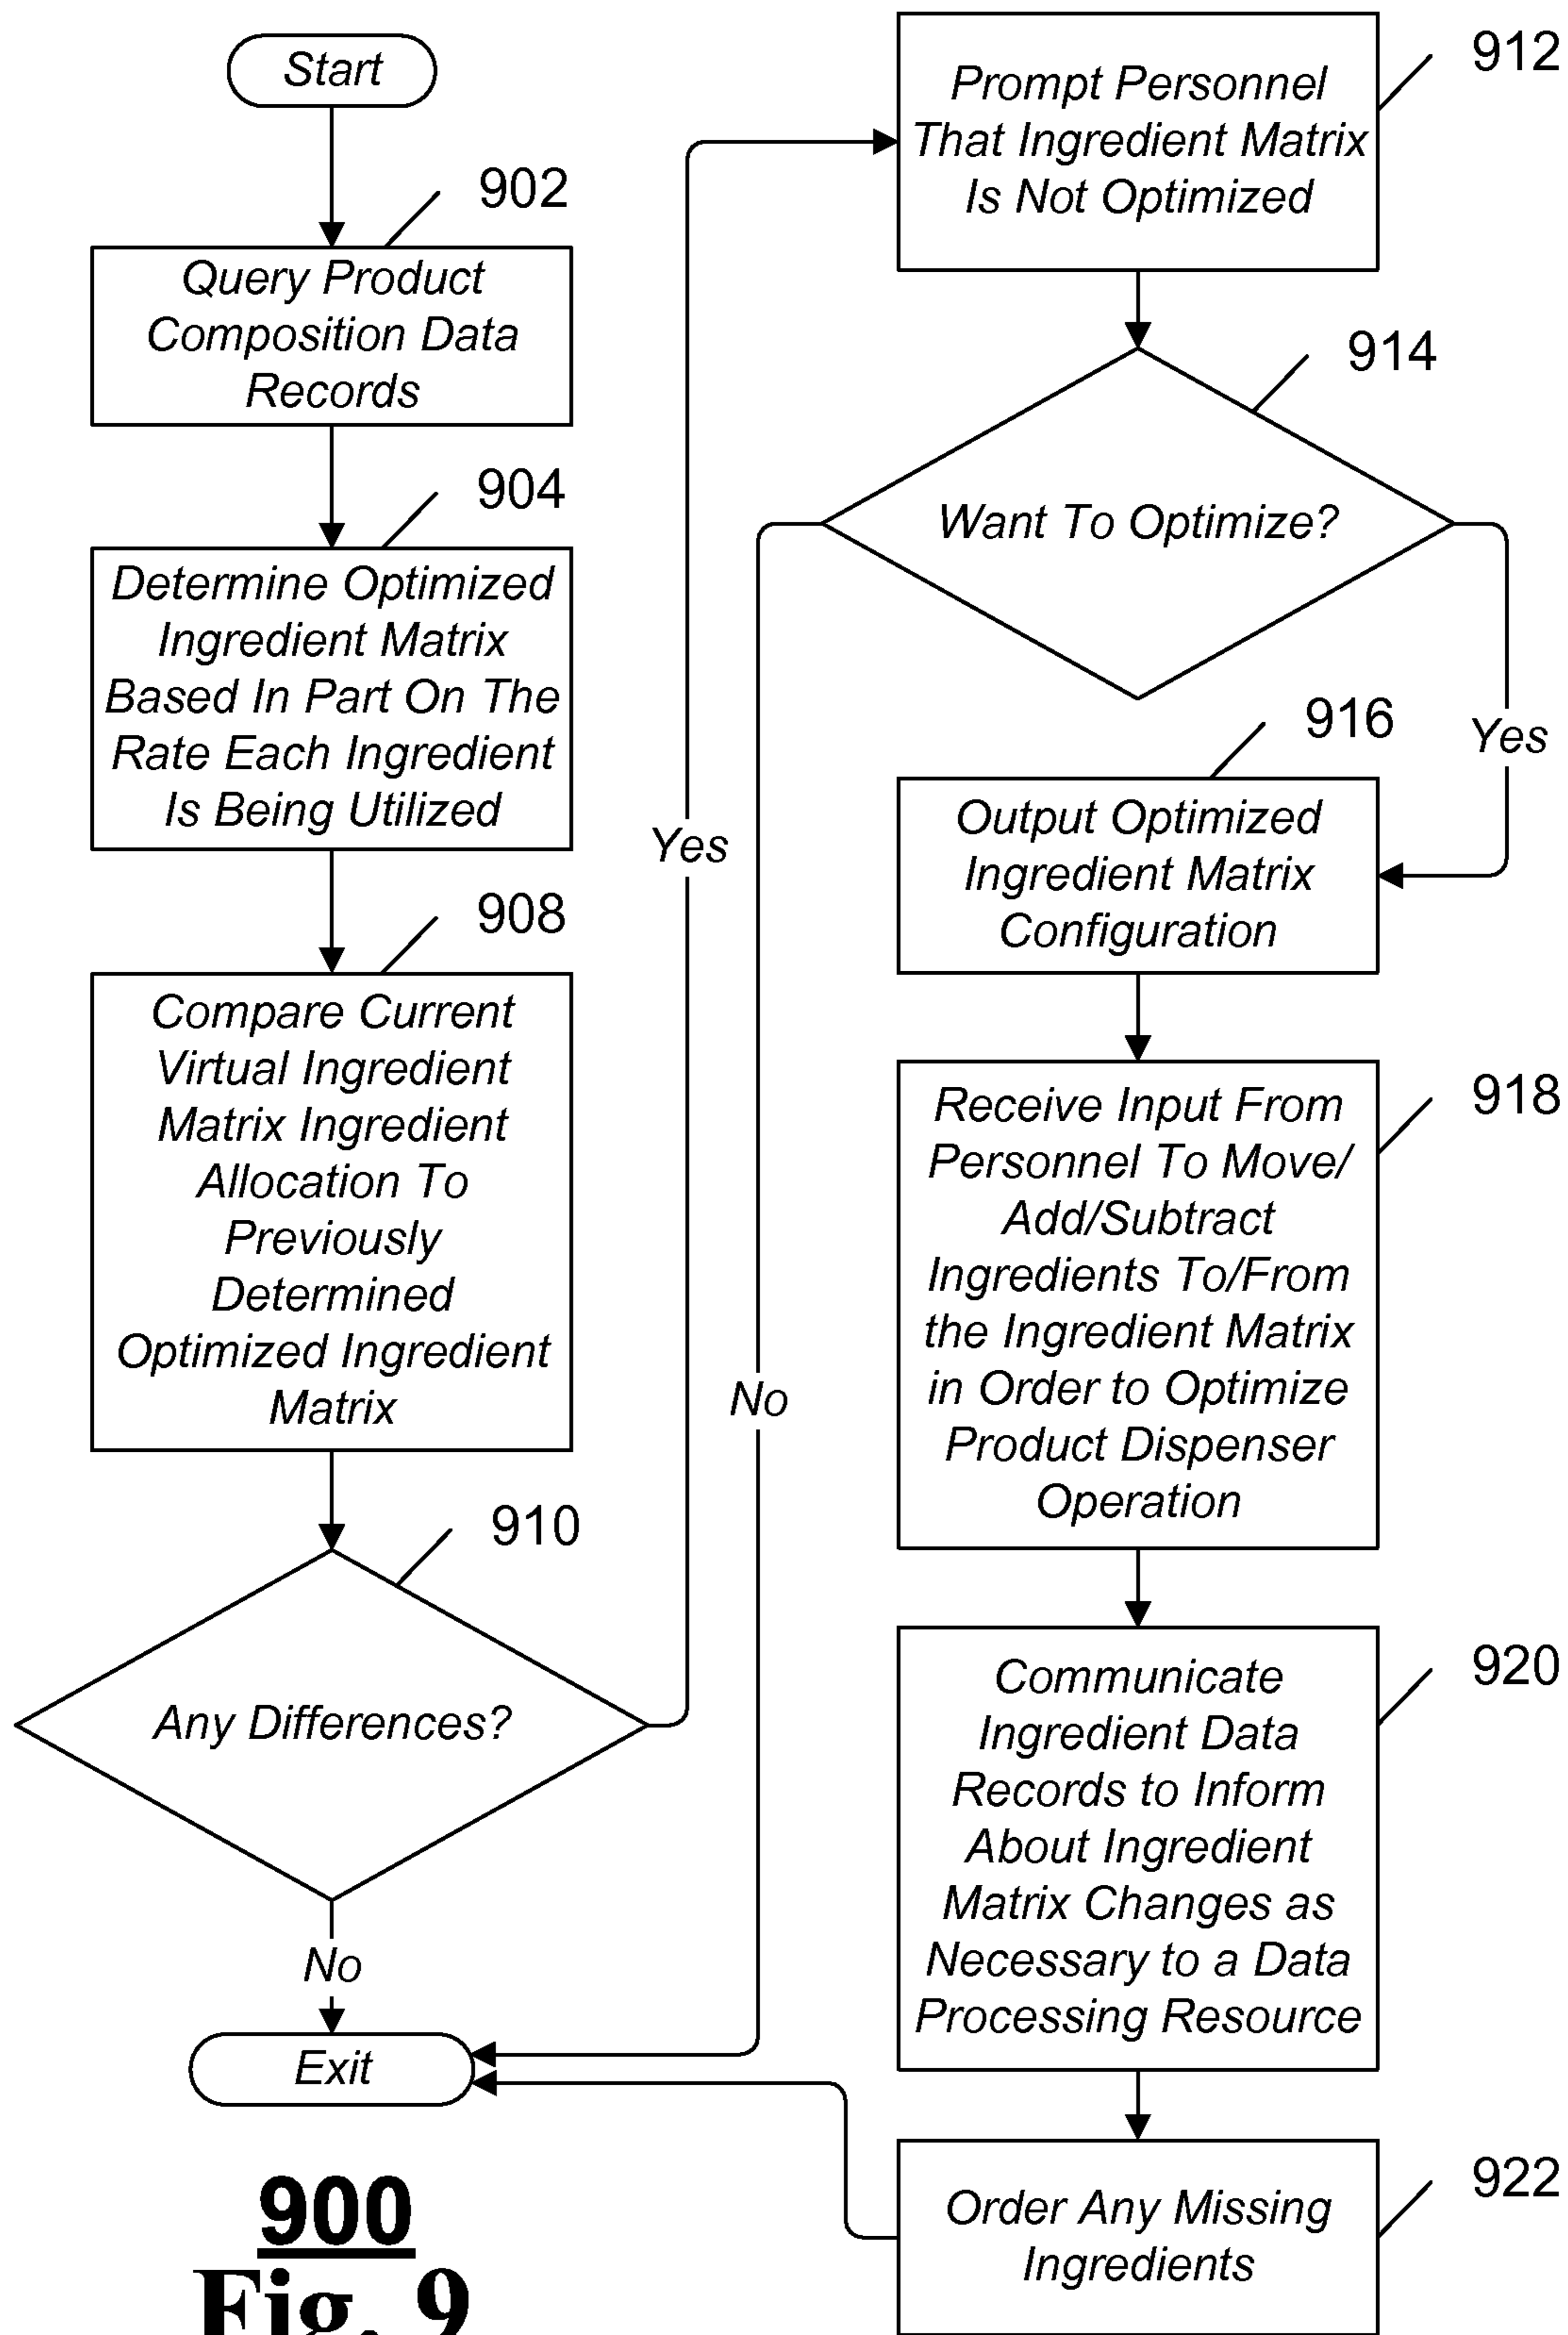 Start
902
Query Product
Composition Data
Records
904
Determine Optimized
Ingredient Matrix
Based In Part On The
Rate Each Ingredient
Is Being Utilized
908
Compare Current
Virtual Ingredient
Matrix Ingredient
Allocation To
Previously
Determined
Optimized Ingredient
Matrix
910
Any Differences?
Yes
No
Exit
912
Prompt Personnel
That Ingredient Matrix
Is Not Optimized
914
Want To Optimize?
No
Yes
916
Output Optimized
Ingredient Matrix
Configuration
918
Receive Input From
Personnel To Move/
Add/Subtract
Ingredients To/From
the Ingredient Matrix
in Order to Optimize
Product Dispenser
Operation
920
Communicate
Ingredient Data
Records to Inform
About Ingredient
Matrix Changes as
Necessary to a Data
Processing Resource
922
Order Any Missing
Ingredients
900
Fig. 9